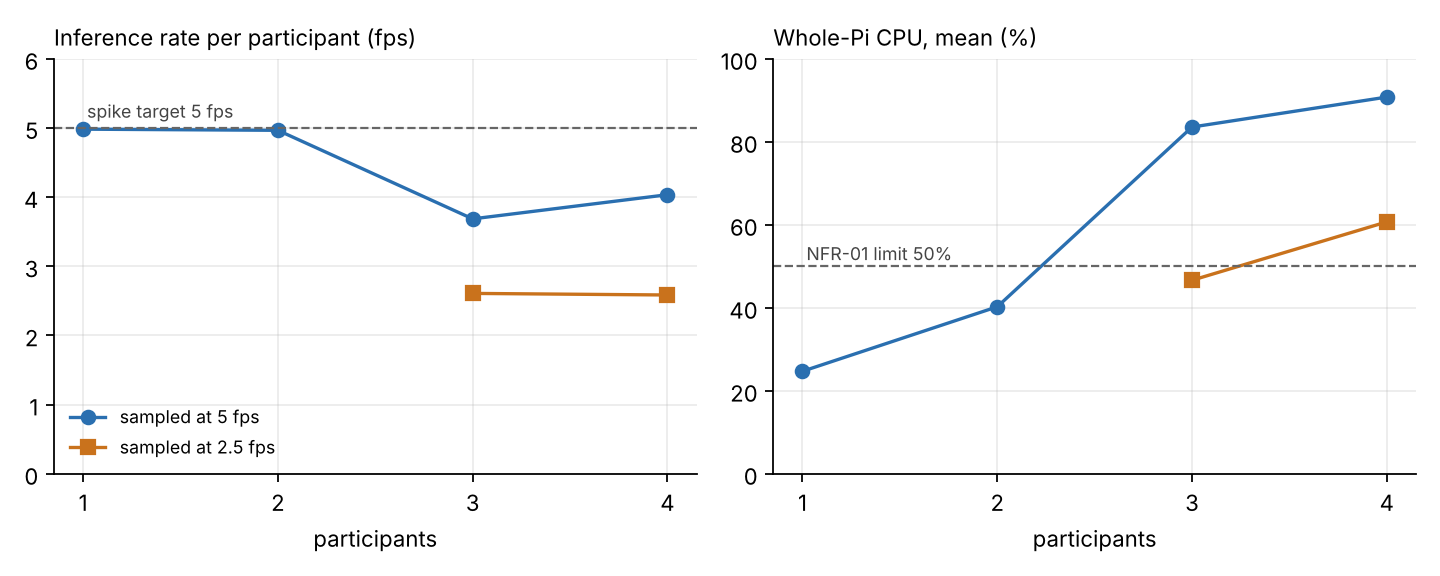 Inference rate per participant (fps)
6
5
4
3
2
1
0
spike target 5 fps
sampled at 5 fps
sampled at 2.5 fps
1
2
3
4
participants
Whole-Pi CPU, mean (%)
100
80
60
40
20
0
NFR-01 limit 50%
1
2
3
4
participants